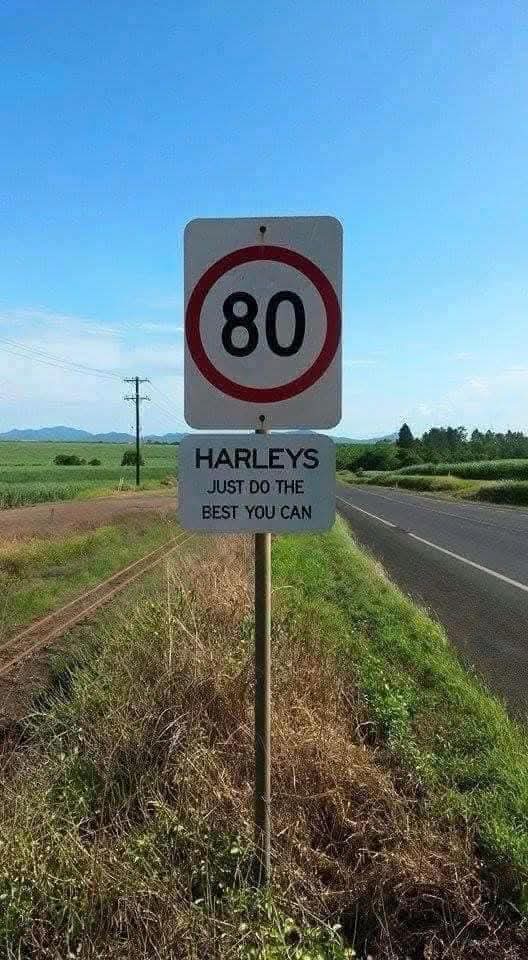 80
HARLEYS
JUST DO THE
BEST YOU CAN